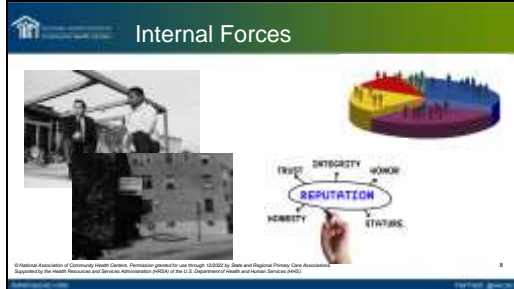 Internal Forces
TRUST
INTEGRITY
HONOR
REPUTATION
HONESTY
STATURE
© National Association of Community Health Centers. Permission granted for use through 12/2022 by State and Regional Primary Care Associations.
Supported by the Health Resources and Services Administration (HRSA) of the U.S. Department of Health and Human Services (HHS).
8